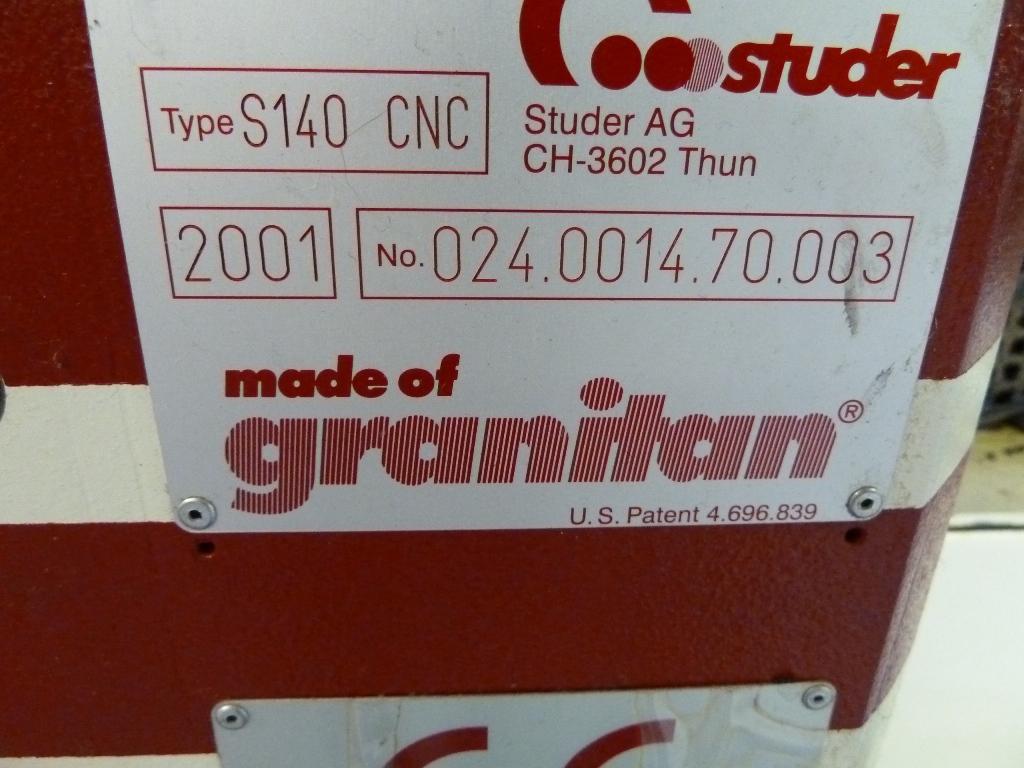 studer
Type S140 CNC
Studer AG
CH-3602 Thun
2001 No. 024.0014.70.003
made of
granitan®
U.S. Patent 4.696.839
CE